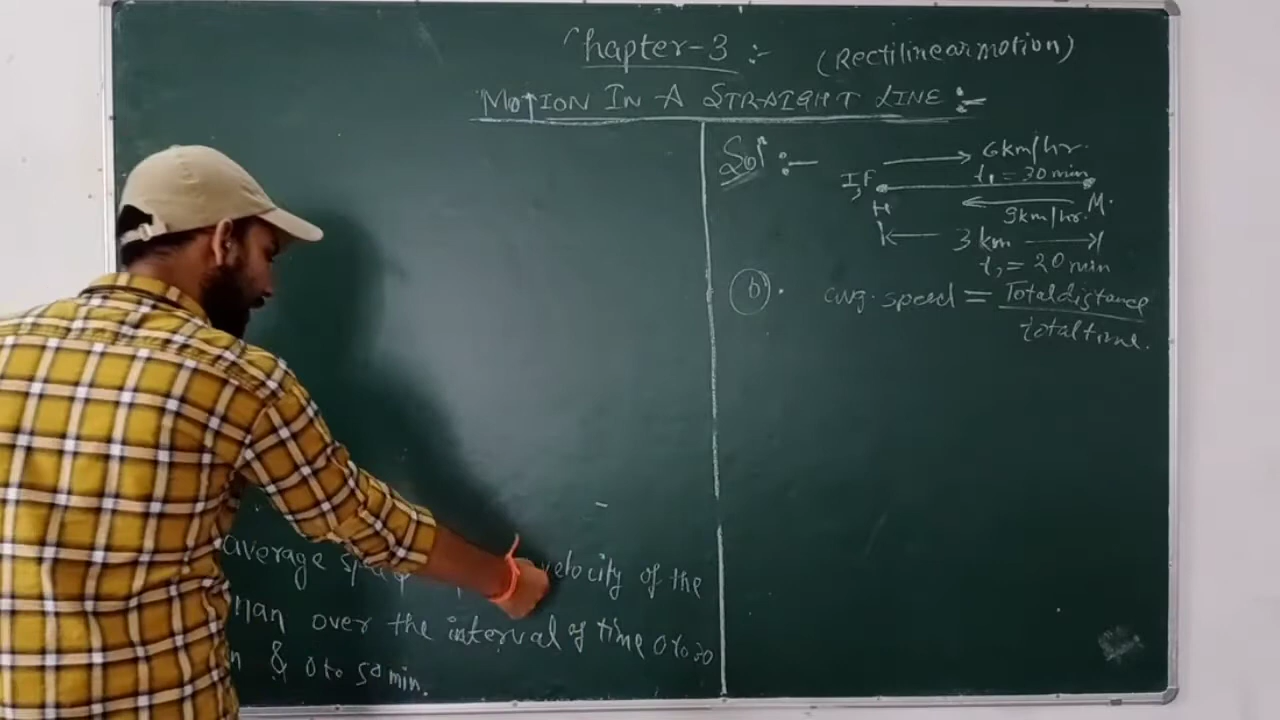 Chapter-3 :- (Rectilinear motion)
MOTION IN A STRAIGHT LINE :-
Sol :- 6km/hr.
I, F t₁ = 30 min
H M.
9km/hr.
3 km
t₂ = 20 min
(b). avg. speed = Total distance
total time.
average velocity of the
man over the interval of time 0 to 30
& 0 to 50 min.